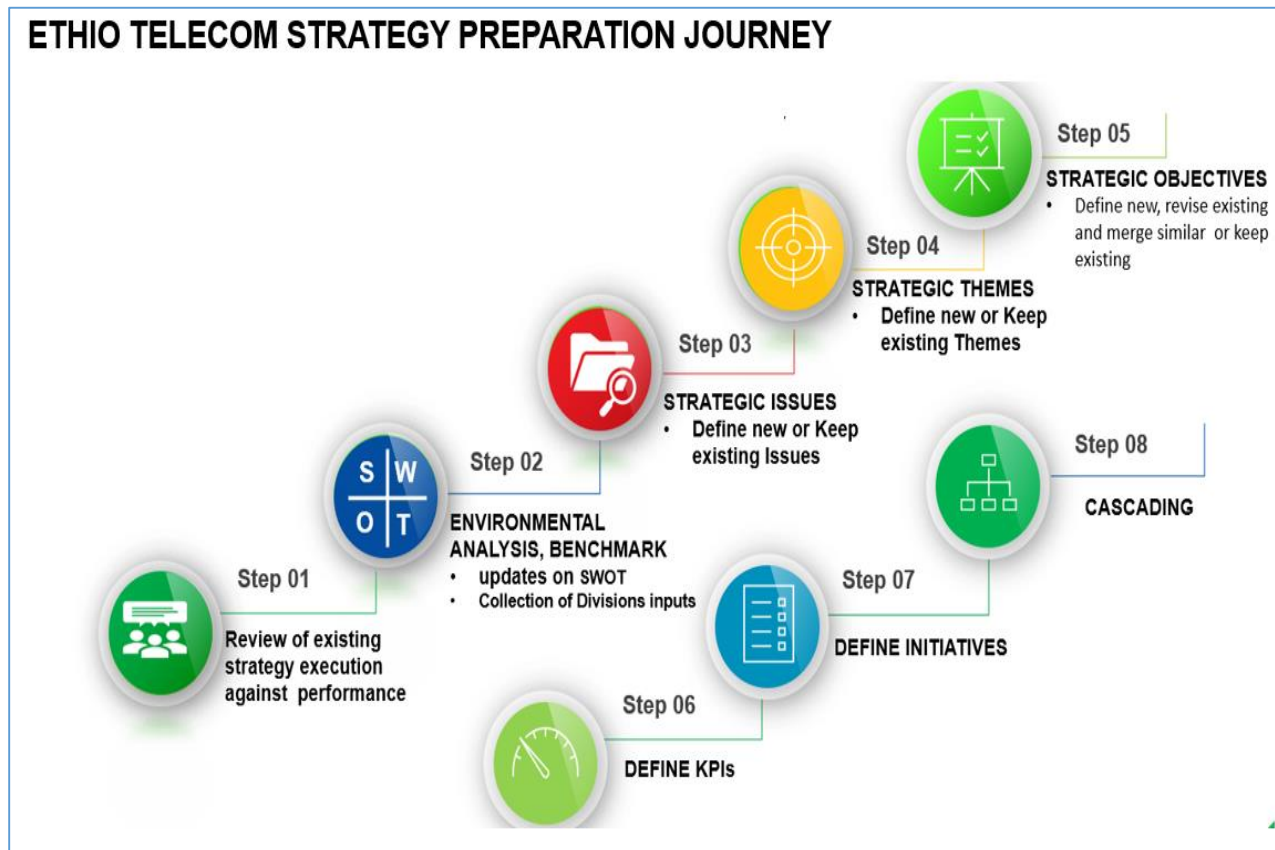 ETHIO TELECOM STRATEGY PREPARATION JOURNEY
Step 01
Review of existing
strategy execution
against performance
S W
O T
Step 02
ENVIRONMENTAL
ANALYSIS, BENCHMARK
• updates on SWOT
• Collection of Divisions inputs
Step 03
STRATEGIC ISSUES
• Define new or Keep
existing Issues
Step 04
STRATEGIC THEMES
• Define new or Keep
existing Themes
Step 05
STRATEGIC OBJECTIVES
• Define new, revise existing
and merge similar or keep
existing
Step 06
DEFINE KPIs
Step 07
DEFINE INITIATIVES
Step 08
CASCADING